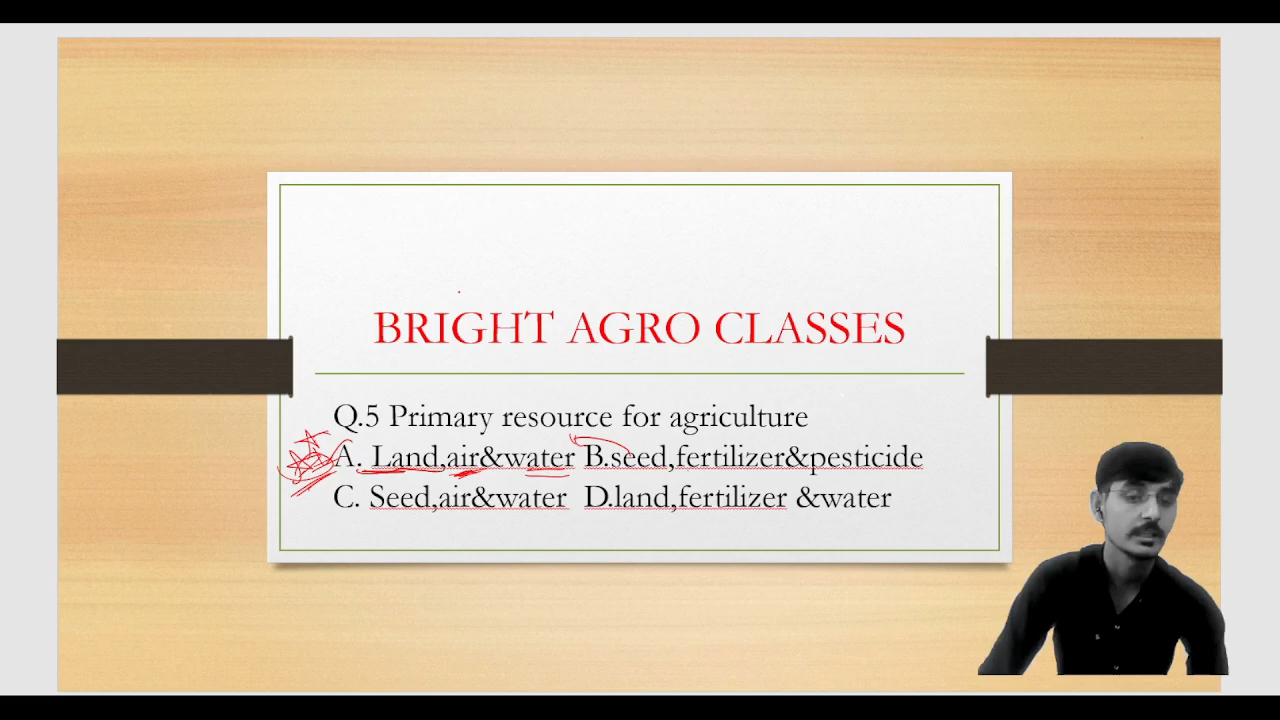 BRIGHT AGRO CLASSES
Q.5 Primary resource for agriculture
A. Land,air&water B.seed,fertilizer&pesticide
C. Seed,air&water D.land,fertilizer &water